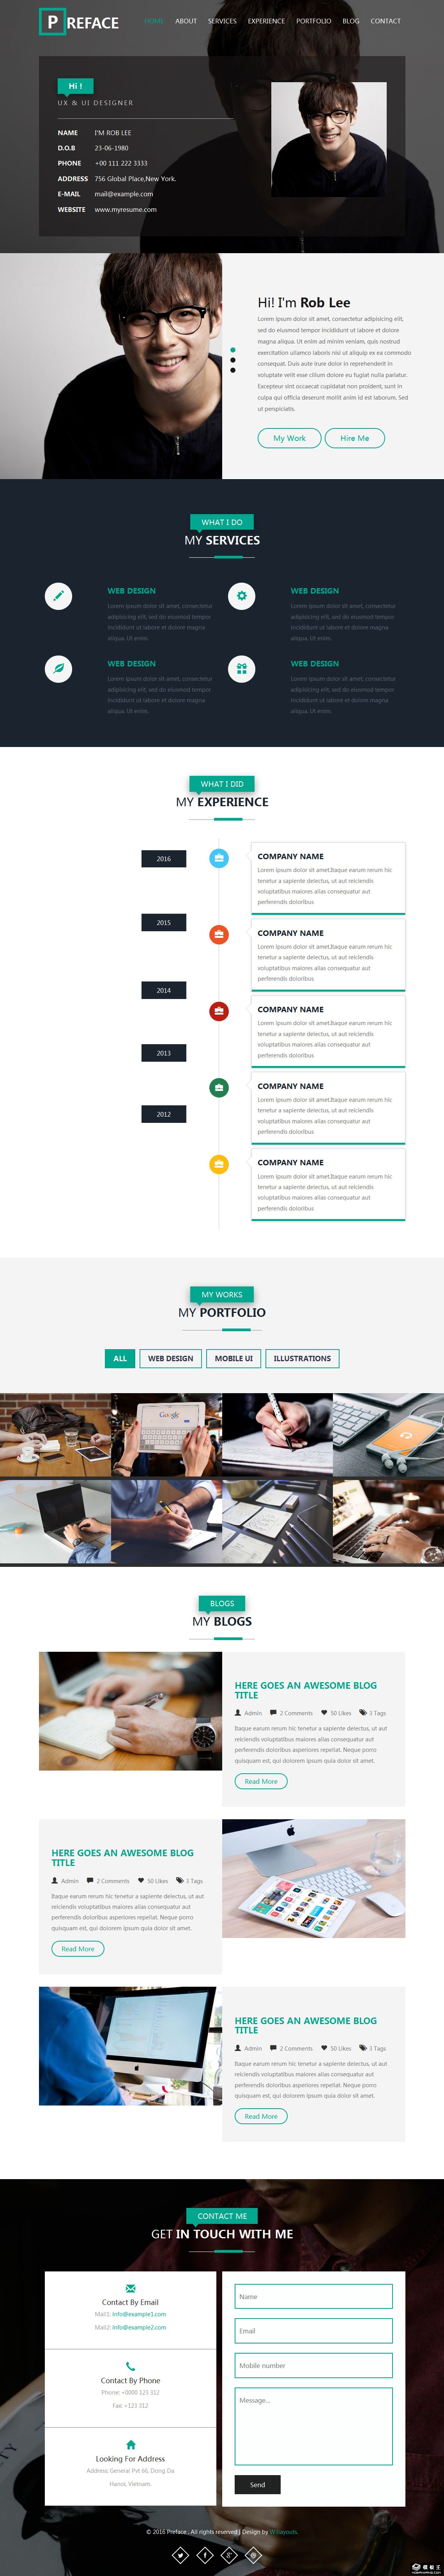 PREFACE
HOME ABOUT SERVICES EXPERIENCE PORTFOLIO BLOG CONTACT
Hi !
UX & UI DESIGNER
NAME I'M ROB LEE
D.O.B 23-06-1980
PHONE +00 111 222 3333
ADDRESS 756 Global Place,New York.
E-MAIL mail@example.com
WEBSITE www.myresume.com
Hi! I'm Rob Lee
Lorem ipsum dolor sit amet, consectetur adipisicing elit,
sed do eiusmod tempor incididunt ut labore et dolore
magna aliqua. Ut enim ad minim veniam, quis nostrud
exercitation ullamco laboris nisi ut aliquip ex ea commodo
consequat. Duis aute irure dolor in reprehenderit in
voluptate velit esse cillum dolore eu fugiat nulla pariatur.
Excepteur sint occaecat cupidatat non proident, sunt in
culpa qui officia deserunt mollit anim id est laborum. Sed
ut perspiciatis.
My Work Hire Me
WHAT I DO
MY SERVICES
WEB DESIGN
Lorem ipsum dolor sit amet, consectetur
adipisicing elit, sed do eiusmod tempor
incididunt ut labore et dolore magna
aliqua. Ut enim.
WEB DESIGN
Lorem ipsum dolor sit amet, consectetur
adipisicing elit, sed do eiusmod tempor
incididunt ut labore et dolore magna
aliqua. Ut enim.
WEB DESIGN
Lorem ipsum dolor sit amet, consectetur
adipisicing elit, sed do eiusmod tempor
incididunt ut labore et dolore magna
aliqua. Ut enim.
WEB DESIGN
Lorem ipsum dolor sit amet, consectetur
adipisicing elit, sed do eiusmod tempor
incididunt ut labore et dolore magna
aliqua. Ut enim.
WHAT I DID
MY EXPERIENCE
2016
COMPANY NAME
Lorem ipsum dolor sit amet.Itaque earum rerum hic
tenetur a sapiente delectus, ut aut reiciendis
voluptatibus maiores alias consequatur aut
perferendis doloribus
2015
COMPANY NAME
Lorem ipsum dolor sit amet.Itaque earum rerum hic
tenetur a sapiente delectus, ut aut reiciendis
voluptatibus maiores alias consequatur aut
perferendis doloribus
2014
COMPANY NAME
Lorem ipsum dolor sit amet.Itaque earum rerum hic
tenetur a sapiente delectus, ut aut reiciendis
voluptatibus maiores alias consequatur aut
perferendis doloribus
2013
COMPANY NAME
Lorem ipsum dolor sit amet.Itaque earum rerum hic
tenetur a sapiente delectus, ut aut reiciendis
voluptatibus maiores alias consequatur aut
perferendis doloribus
2012
COMPANY NAME
Lorem ipsum dolor sit amet.Itaque earum rerum hic
tenetur a sapiente delectus, ut aut reiciendis
voluptatibus maiores alias consequatur aut
perferendis doloribus
MY WORKS
MY PORTFOLIO
ALL WEB DESIGN MOBILE UI ILLUSTRATIONS
Google
BLOGS
MY BLOGS
HERE GOES AN AWESOME BLOG
TITLE
Admin 2 Comments 50 Likes 3 Tags
Itaque earum rerum hic tenetur a sapiente delectus, ut aut
reiciendis voluptatibus maiores alias consequatur aut
perferendis doloribus asperiores repellat. Neque porro
quisquam est, qui dolorem ipsum quia dolor sit amet.
Read More
HERE GOES AN AWESOME BLOG
TITLE
Admin 2 Comments 50 Likes 3 Tags
Itaque earum rerum hic tenetur a sapiente delectus, ut aut
reiciendis voluptatibus maiores alias consequatur aut
perferendis doloribus asperiores repellat. Neque porro
quisquam est, qui dolorem ipsum quia dolor sit amet.
Read More
HERE GOES AN AWESOME BLOG
TITLE
Admin 2 Comments 50 Likes 3 Tags
Itaque earum rerum hic tenetur a sapiente delectus, ut aut
reiciendis voluptatibus maiores alias consequatur aut
perferendis doloribus asperiores repellat. Neque porro
quisquam est, qui dolorem ipsum quia dolor sit amet.
Read More
CONTACT ME
GET IN TOUCH WITH ME
Contact By Email
Mail1: Info@example1.com
Mail2: Info@example2.com
Contact By Phone
Phone: +0000 123 312
Fax: +123 312
Looking For Address
Address: General Pvt 66, Dong Da
Hanoi, Vietnam.
Name
Email
Mobile number
Message...
Send
© 2016 Preface . All rights reserved | Design by W3layouts.